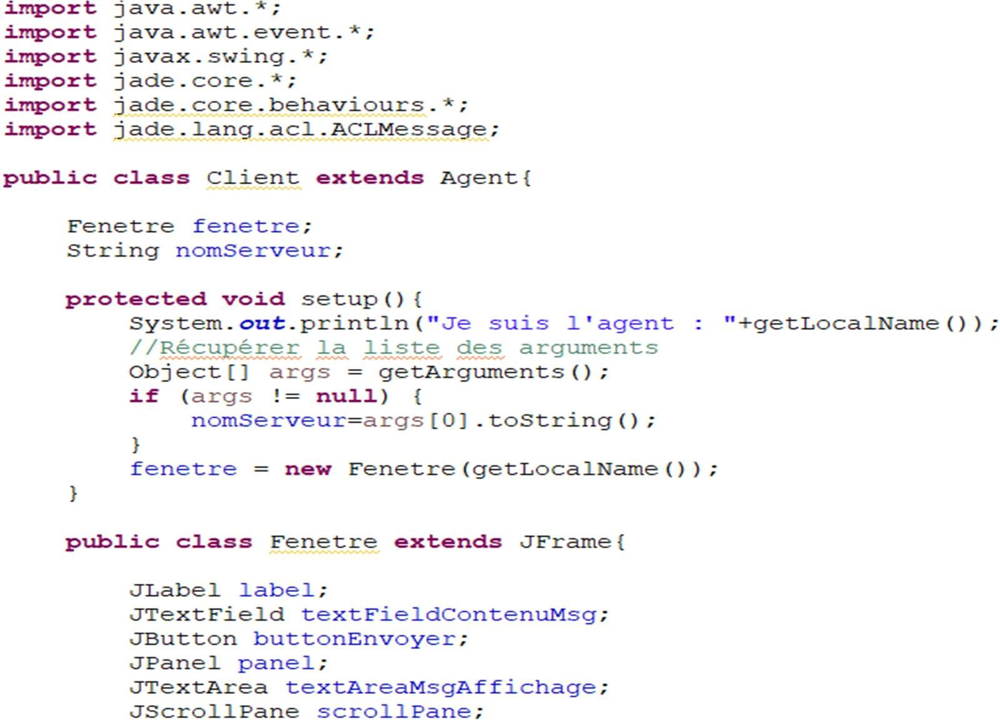 import java.awt.*;
import java.awt.event.*;
import javax.swing.*;
import jade.core.*;
import jade.core.behaviours.*;
import jade.lang.acl.ACLMessage;
public class Client extends Agent{
Fenetre fenetre;
String nomServeur;
protected void setup(){
System.out.println("Je suis l'agent : "+getLocalName());
//Récupérer la liste des arguments
Object[] args = getArguments();
if (args != null) {
nomServeur=args[0].toString();
}
fenetre = new Fenetre(getLocalName());
}
public class Fenetre extends JFrame{
JLabel label;
JTextField textFieldContenuMsg;
JButton buttonEnvoyer;
JPanel panel;
JTextArea textAreaMsgAffichage;
JScrollPane scrollPane;